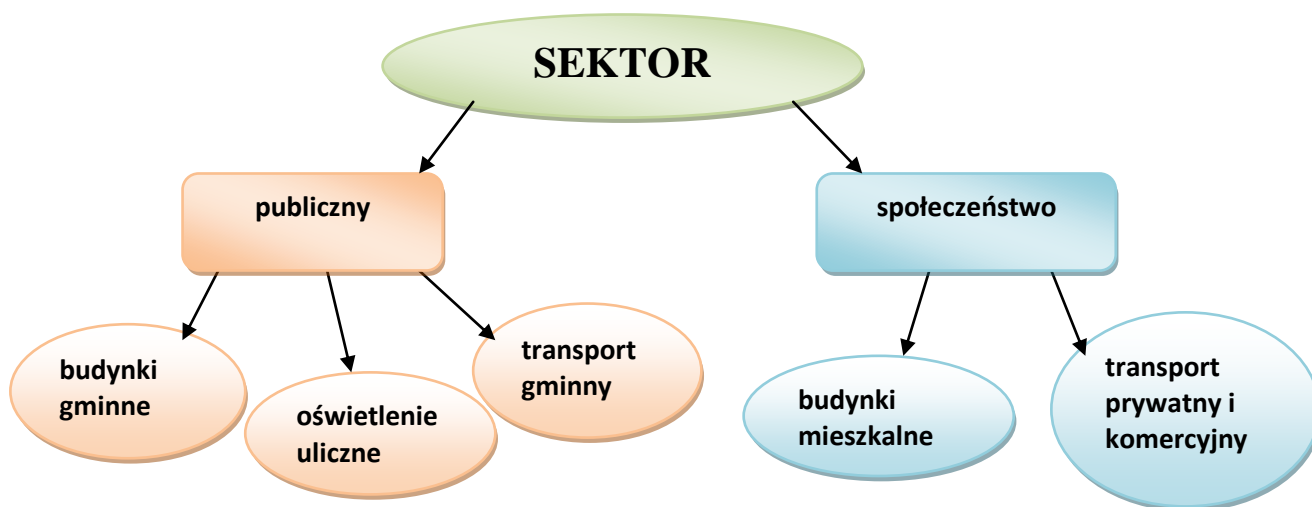 SEKTOR
publiczny
społeczeństwo
budynki
gminne
oświetlenie
uliczne
transport
gminny
budynki
mieszkalne
transport
prywatny i
komercyjny